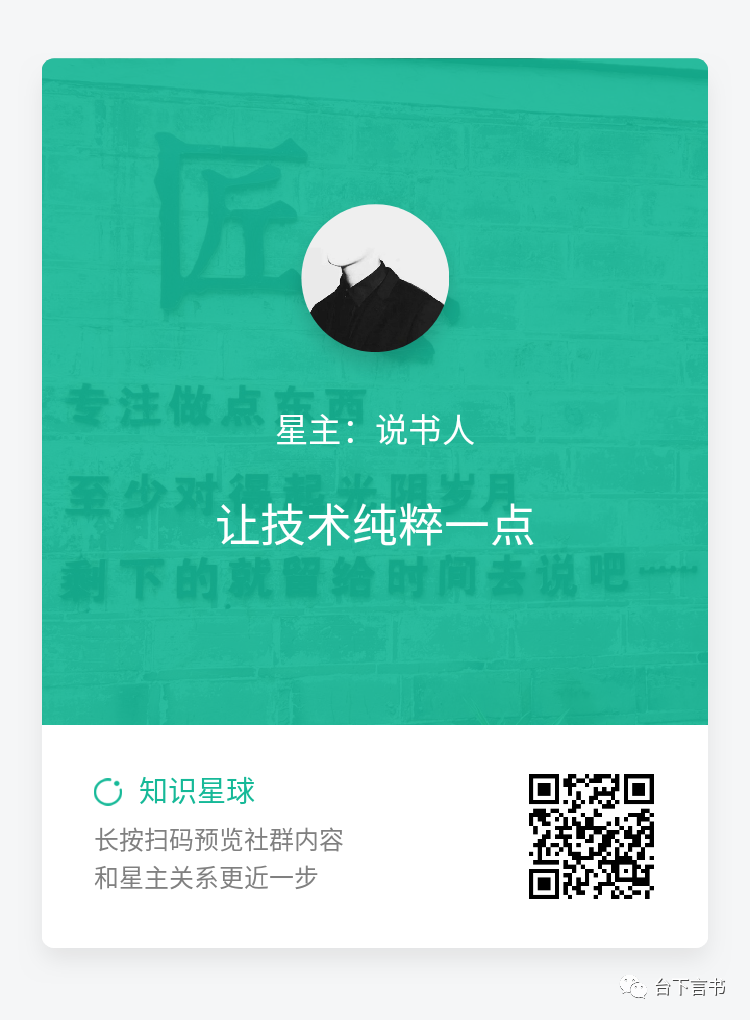 匠
专注做点东西
星主：说书人
至少对得起光阴岁月
让技术纯粹一点
剩下的就留给时间去说吧……
知识星球
长按扫码预览社群内容
和星主关系更近一步
台下言书